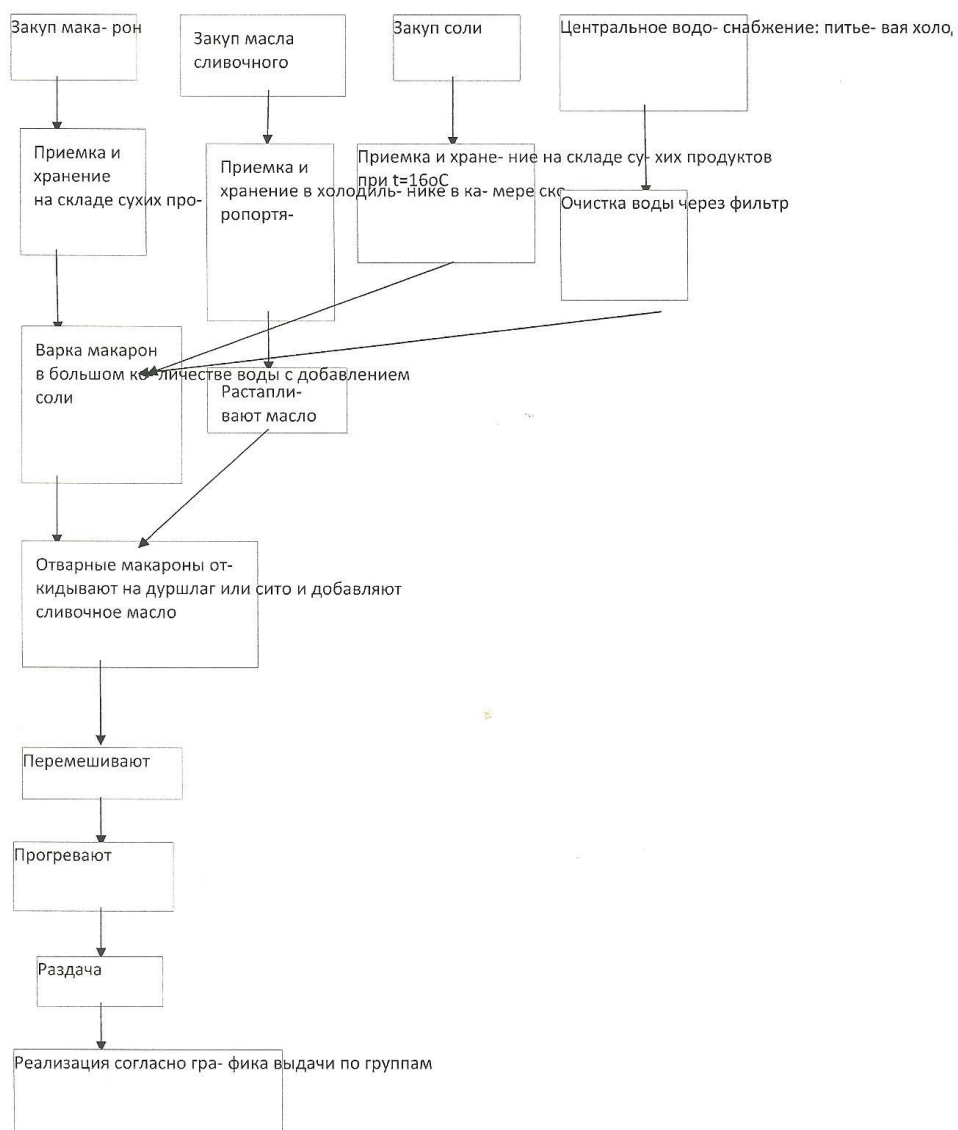 Закуп мака- рон
Закуп масла
сливочного
Закуп соли
Центральное водо- снабжение: питье- вая холо,
Приемка и
хранение
на складе сухих про-
Приемка и
хранение в холодиль- нике в ка- мере ско-
ропортя-
Приемка и хране- ние на складе су- хих продуктов
при t=16оС
Очистка воды через фильтр
Варка макарон
в большом ко- личестве воды с добавлением
соли
Растапли-
вают масло
Отварные макароны от-
кидывают на дуршлаг или сито и добавляют
сливочное масло
Перемешивают
Прогревают
Раздача
Реализация согласно гра- фика выдачи по группам